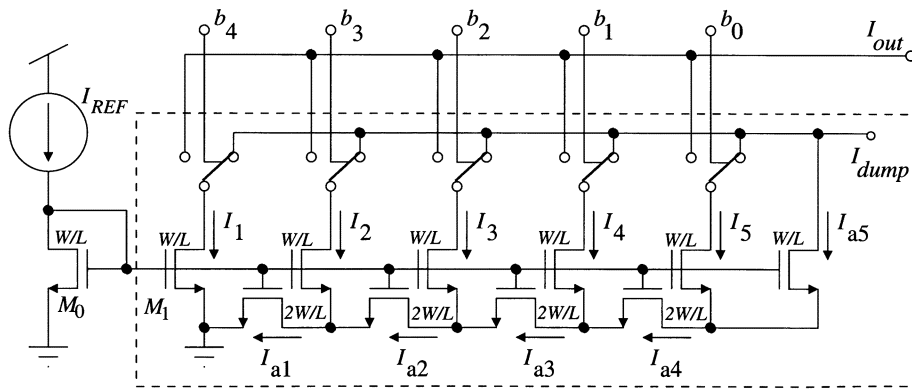 b4 b3 b2 b1 b0
Iout
IREF
Idump
I1 I2 I3 I4 I5 Ia5
W/L W/L W/L W/L W/L W/L W/L
M0 M1 2W/L 2W/L 2W/L 2W/L
Ia1 Ia2 Ia3 Ia4